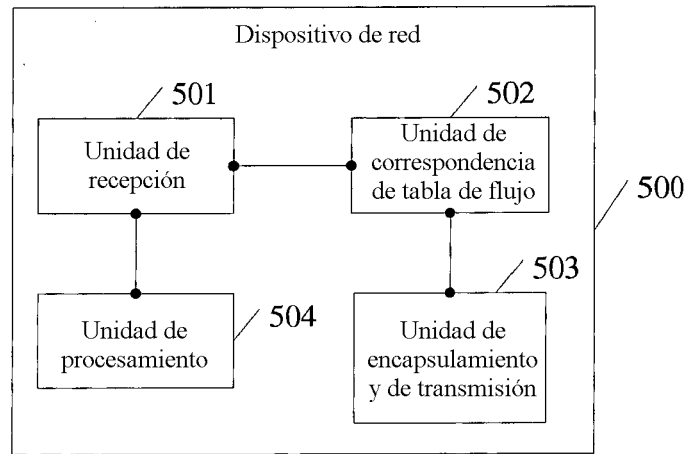 Dispositivo de red
501
Unidad de
recepción
502
Unidad de
correspondencia
de tabla de flujo
500
504
Unidad de
procesamiento
503
Unidad de
encapsulamiento
y de transmisión